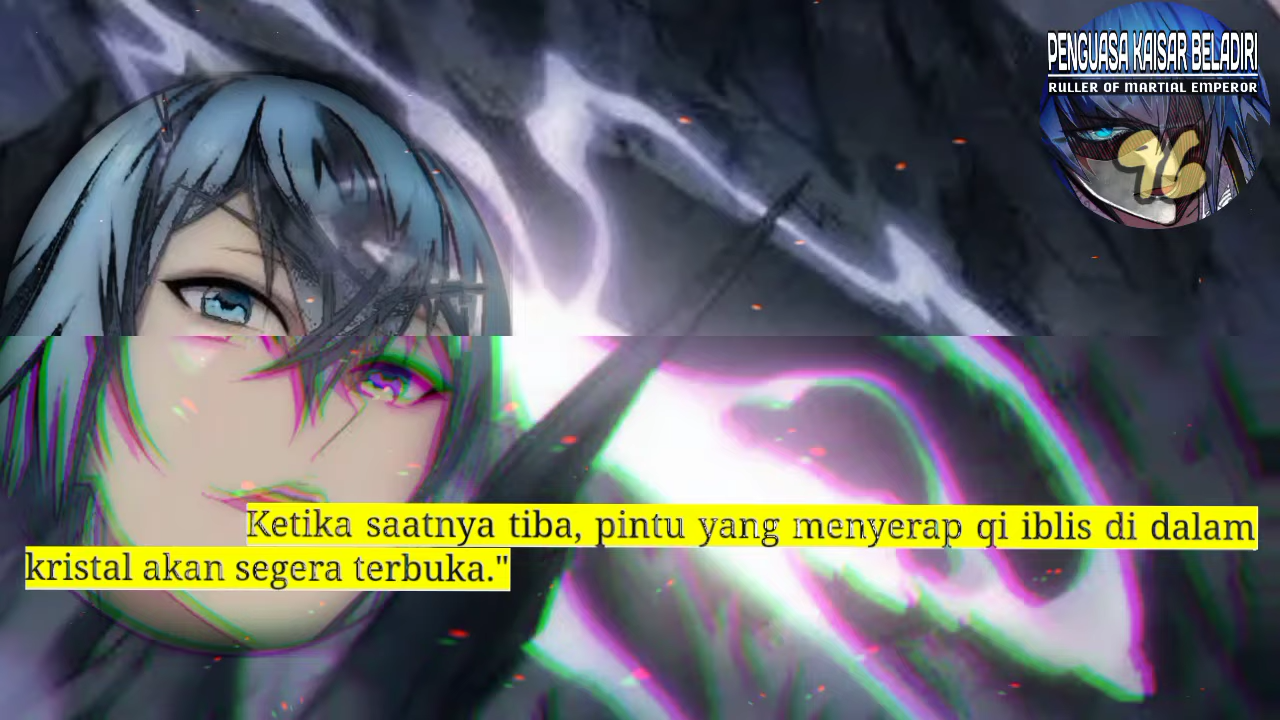 PENGUASA KAISAR BELADIRI
RULLER OF MARTIAL EMPEROR
96
Ketika saatnya tiba, pintu yang menyerap qi iblis di dalam
kristal akan segera terbuka."